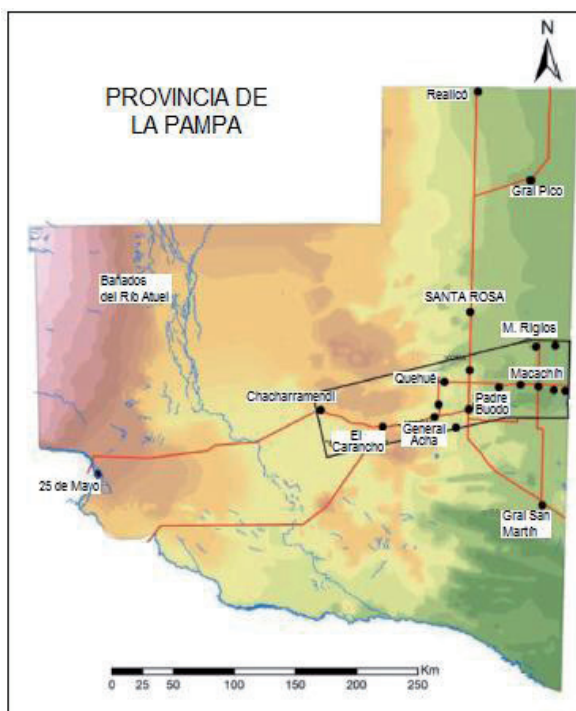 N
PROVINCIA DE
LA PAMPA
Realicó
Gral Pico
Bañados
del Río Atuel
SANTA ROSA
M. Riglos
Quehué
Macachín
Chacharramendi
Padre
Buodo
El
Carancho
General
Acha
25 de Mayo
Gral San
Martín
Km
0 25 50 100 150 200 250